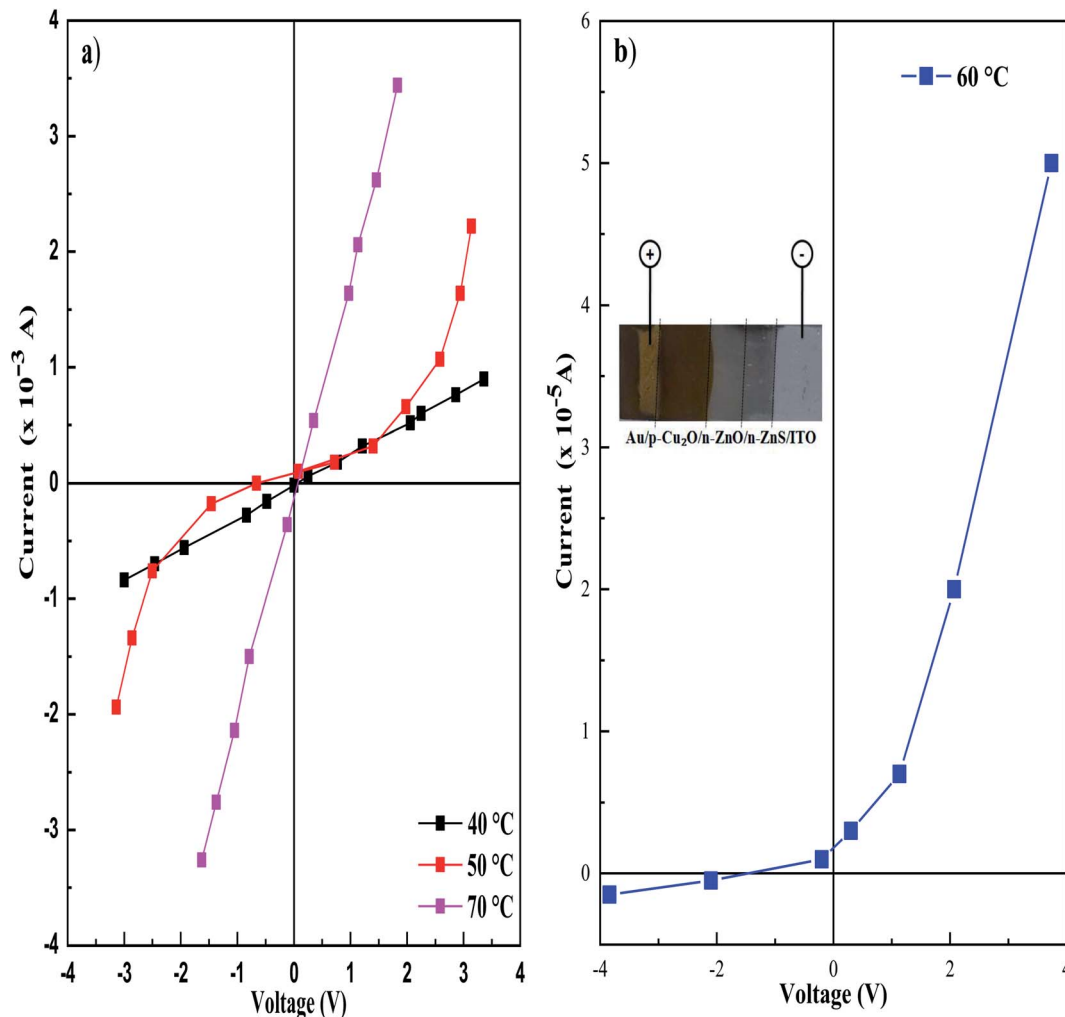 a)
4
3
2
1
0
-1
-2
-3
-4
Current (x 10⁻³ A)
40 °C
50 °C
70 °C
-4 -3 -2 -1 0 1 2 3 4
Voltage (V)
b)
60 °C
6
5
4
3
2
1
0
Current (x 10⁻⁵A)
+ -
Au/p-Cu₂O/n-ZnO/n-ZnS/ITO
-4 -2 0 2 4
Voltage (V)